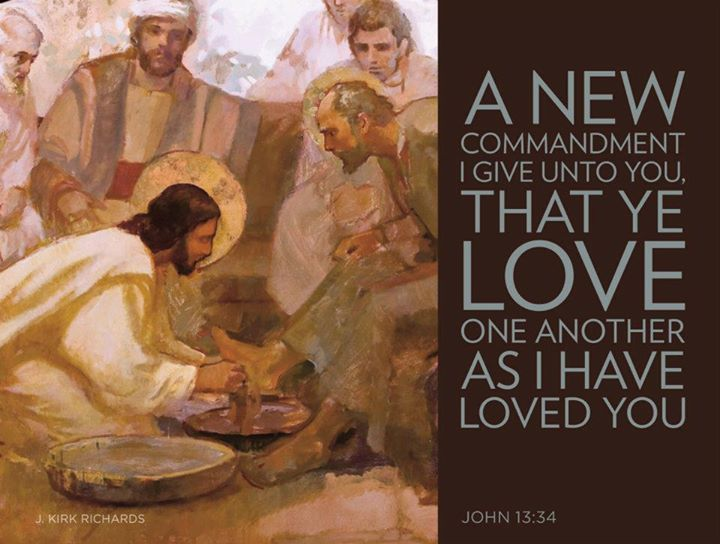 A NEW
COMMANDMENT
I GIVE UNTO YOU,
THAT YE
LOVE
ONE ANOTHER
AS I HAVE
LOVED YOU
J. KIRK RICHARDS
JOHN 13:34